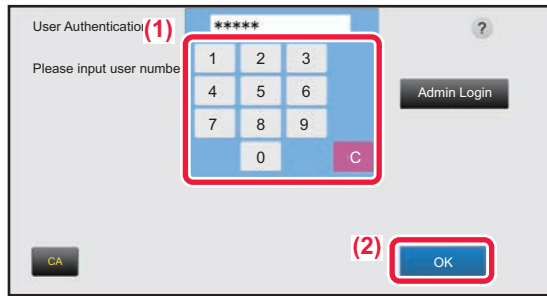 User Authentication
(1)
*****
?
Please input user numbe
1 2 3
4 5 6
7 8 9
0 C
Admin Login
(2)
CA
OK